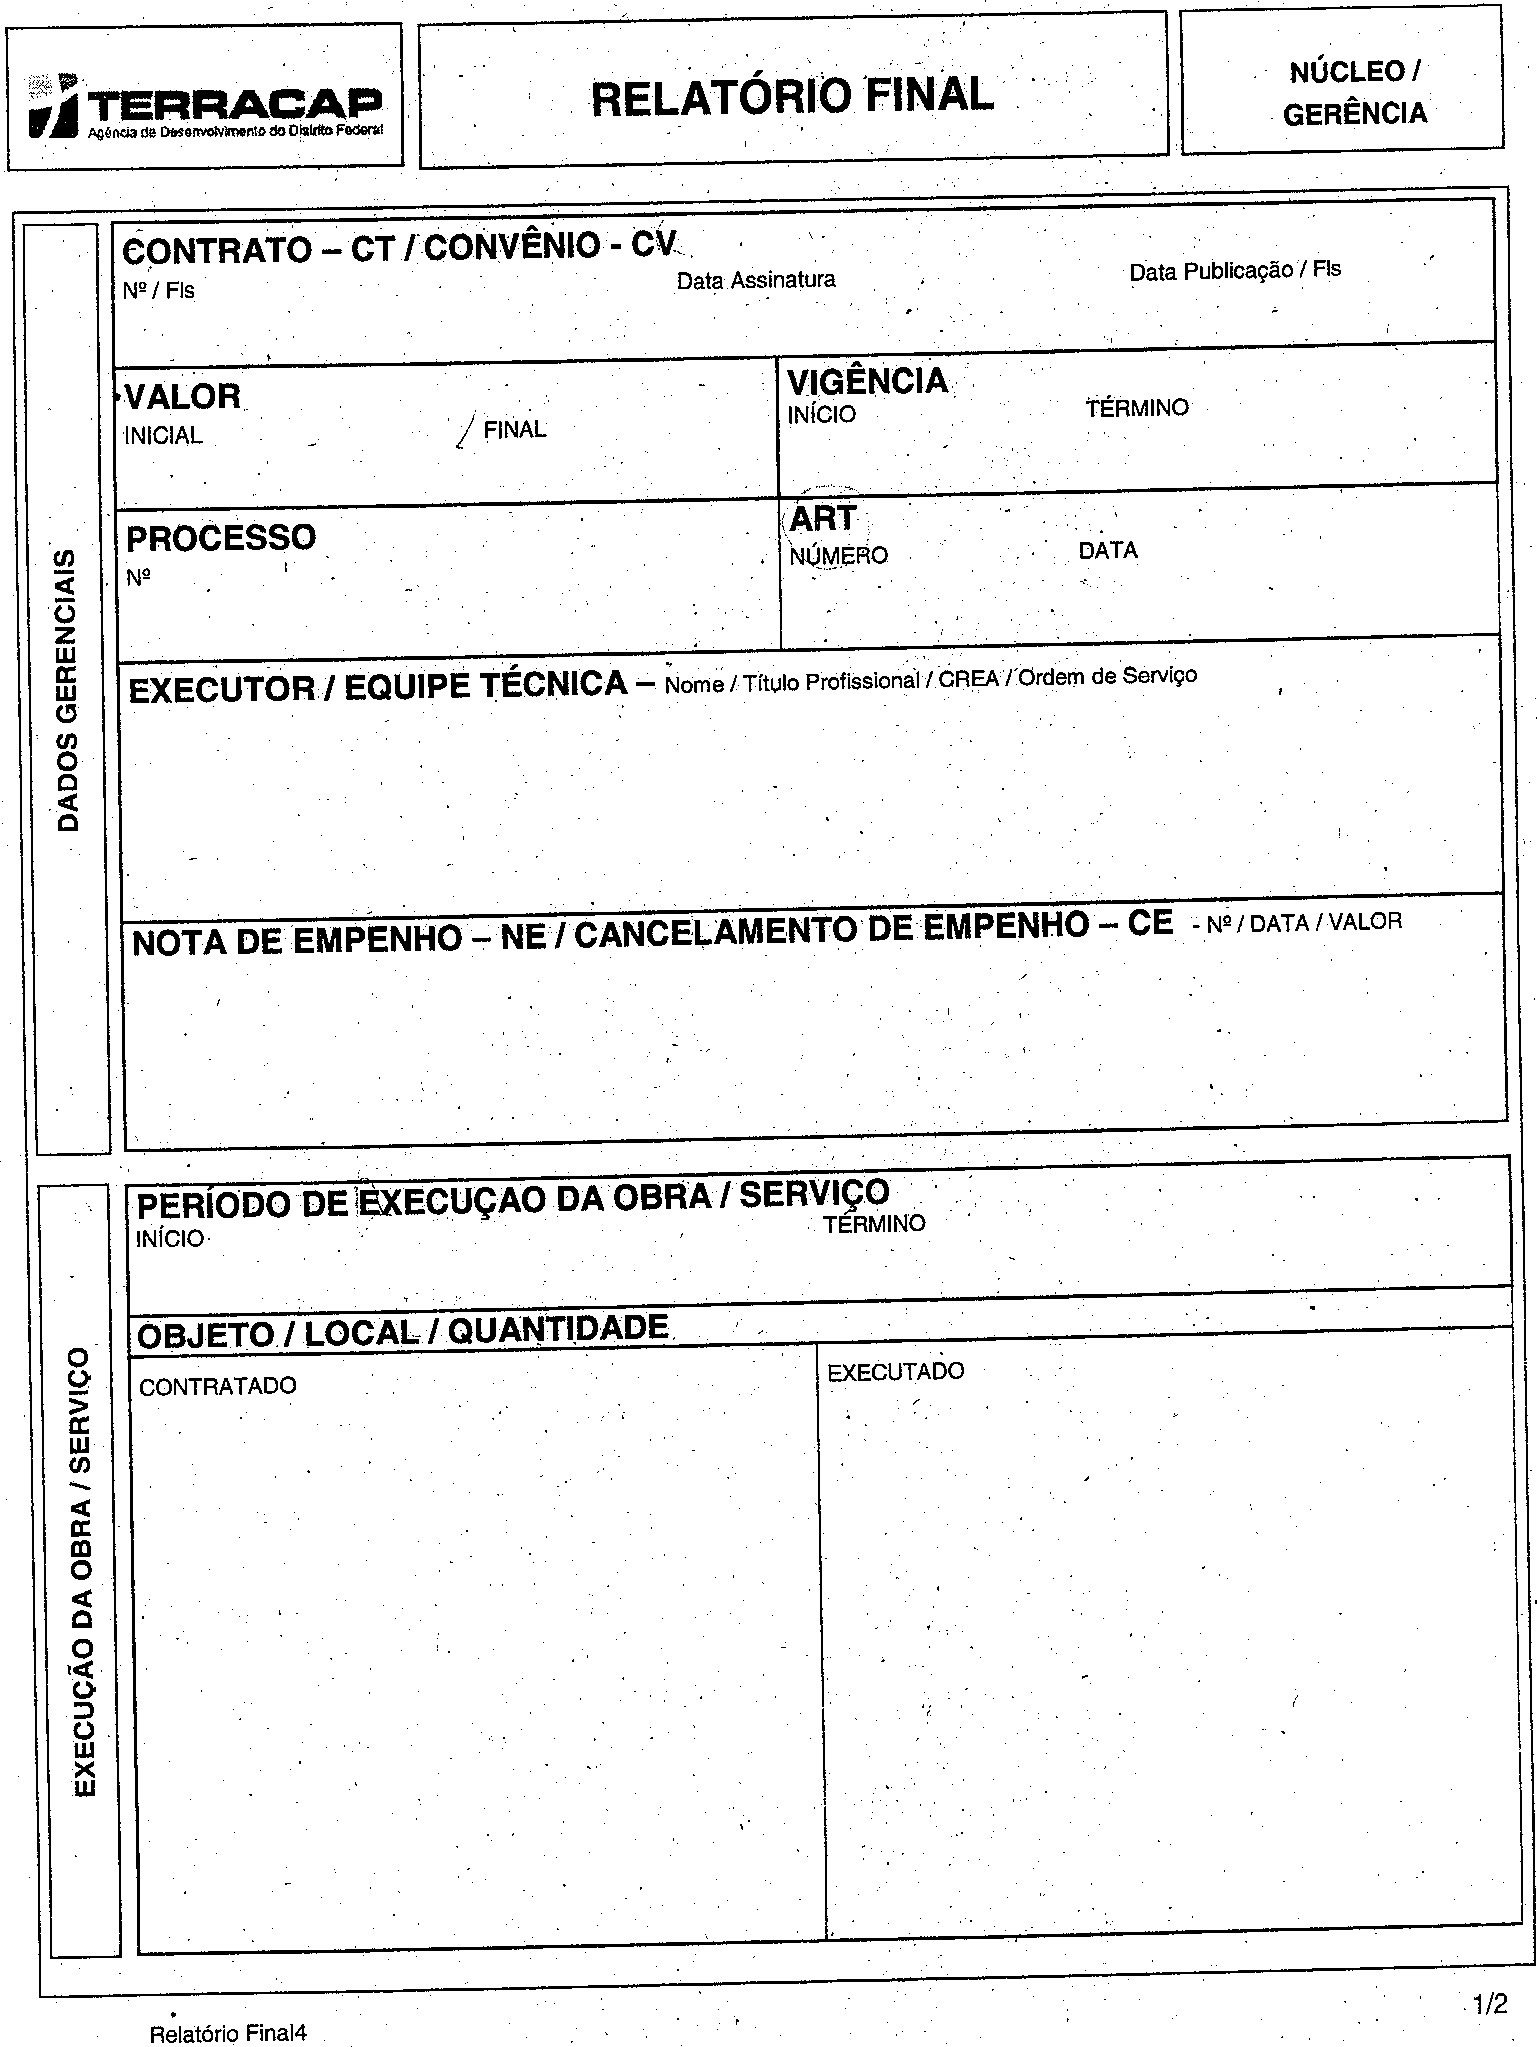 TERRACAP
Agência de Desenvolvimento do Distrito Federal
RELATÓRIO FINAL
NÚCLEO /
GERÊNCIA
DADOS GERENCIAIS
CONTRATO – CT / CONVÊNIO - CV
Nº / Fls Data Assinatura Data Publicação / Fls
VALOR
INICIAL / FINAL
VIGÊNCIA
INÍCIO TÉRMINO
PROCESSO
Nº
ART
NÚMERO DATA
EXECUTOR / EQUIPE TÉCNICA – Nome / Título Profissional / CREA / Ordem de Serviço
NOTA DE EMPENHO – NE / CANCELAMENTO DE EMPENHO – CE - Nº / DATA / VALOR
EXECUÇÃO DA OBRA / SERVIÇO
PERÍODO DE EXECUÇAO DA OBRA / SERVIÇO
INÍCIO TÉRMINO
OBJETO / LOCAL / QUANTIDADE
CONTRATADO EXECUTADO
1/2
Relatório Final4